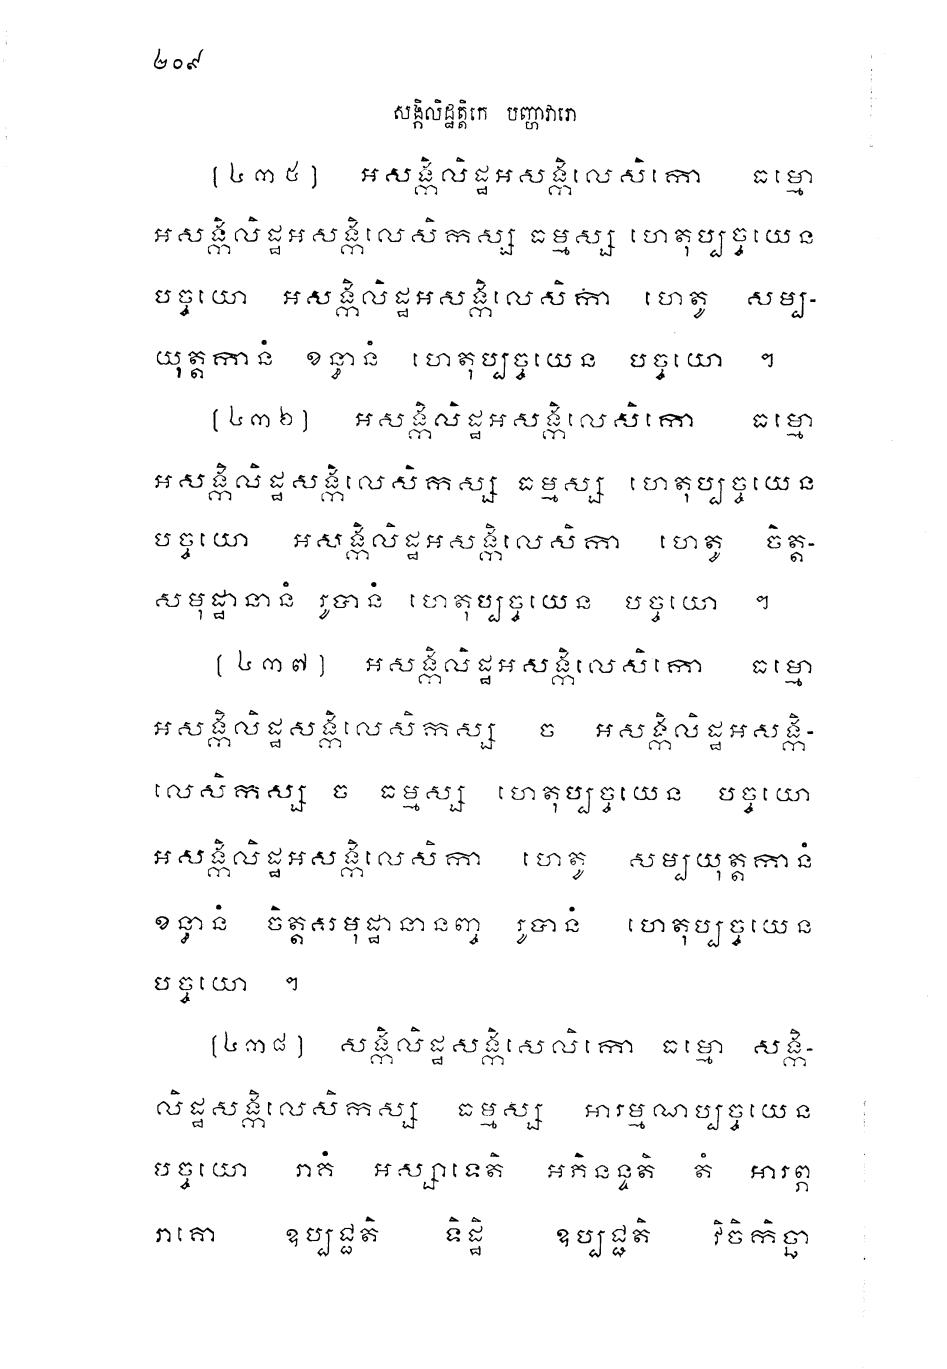 ២០៩
សង្កិលិដ្ឋត្តិកេ បញ្ហាវារោ
[៤៣៥] អសង្កិលិដ្ឋអសង្កិលេសិកោ ធម្មោ
អសង្កិលិដ្ឋអសង្កិលេសិកស្ស ធម្មស្ស ហេតុប្បច្ចយេន
បច្ចយោ អសង្កិលិដ្ឋអសង្កិលេសិកា ហេតូ សម្ប-
យុត្តកានំ ខន្ធានំ ហេតុប្បច្ចយេន បច្ចយោ ។
[៤៣៦] អសង្កិលិដ្ឋអសង្កិលេសិកោ ធម្មោ
អសង្កិលិដ្ឋសង្កិលេសិកស្ស ធម្មស្ស ហេតុប្បច្ចយេន
បច្ចយោ អសង្កិលិដ្ឋអសង្កិលេសិកា ហេតូ ចិត្ត-
សមុដ្ឋានានំ រូបានំ ហេតុប្បច្ចយេន បច្ចយោ ។
[៤៣៧] អសង្កិលិដ្ឋអសង្កិលេសិកោ ធម្មោ
អសង្កិលិដ្ឋសង្កិលេសិកស្ស ច អសង្កិលិដ្ឋអសង្កិ-
លេសិកស្ស ច ធម្មស្ស ហេតុប្បច្ចយេន បច្ចយោ
អសង្កិលិដ្ឋអសង្កិលេសិកា ហេតូ សម្បយុត្តកានំ
ខន្ធានំ ចិត្តសមុដ្ឋានានញ្ច រូបានំ ហេតុប្បច្ចយេន
បច្ចយោ ។
[៤៣៨] សង្កិលិដ្ឋសង្កិសេលិកោ ធម្មោ សង្កិ-
លិដ្ឋសង្កិលេសិកស្ស ធម្មស្ស អារម្មណប្បច្ចយេន
បច្ចយោ រាគំ អស្សាទេតិ អភិនន្ទតិ តំ អារព្ភ
រាគោ ឧប្បជ្ជតិ ទិដ្ឋិ ឧប្បជ្ជតិ វិចិកិច្ឆា